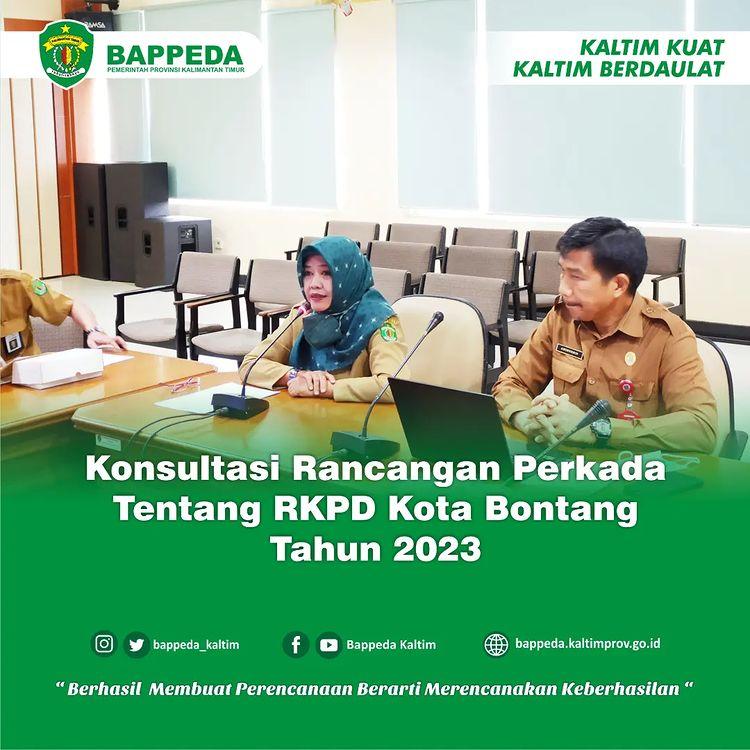 BAPPEDA
PEMERINTAH PROVINSI KALIMANTAN TIMUR
KALTIM KUAT
KALTIM BERDAULAT
Konsultasi Rancangan Perkada
Tentang RKPD Kota Bontang
Tahun 2023
bappeda_kaltim
Bappeda Kaltim
bappeda.kaltimprov.go.id
“ Berhasil Membuat Perencanaan Berarti Merencanakan Keberhasilan “